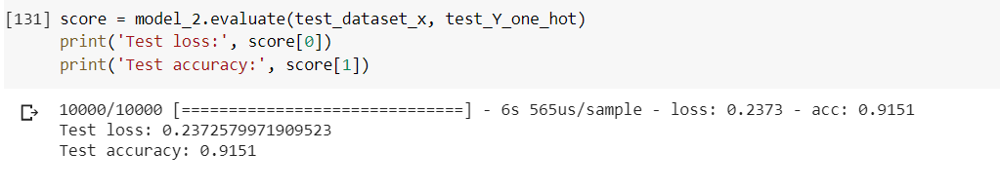 [131] score = model_2.evaluate(test_dataset_x, test_Y_one_hot)
print('Test loss:', score[0])
print('Test accuracy:', score[1])
10000/10000 [==============================] - 6s 565us/sample - loss: 0.2373 - acc: 0.9151
Test loss: 0.2372579971909523
Test accuracy: 0.9151